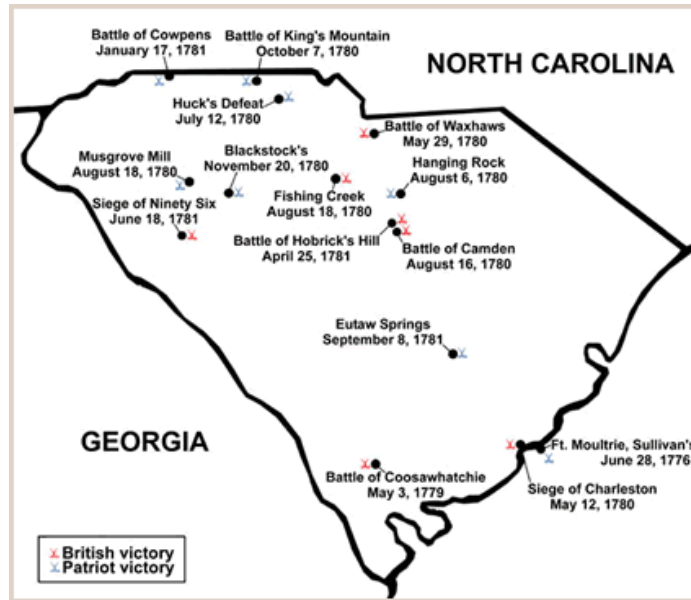 Battle of Cowpens
January 17, 1781
Battle of King's Mountain
October 7, 1780
NORTH CAROLINA
Huck's Defeat
July 12, 1780
Battle of Waxhaws
May 29, 1780
Musgrove Mill
August 18, 1780
Blackstock's
November 20, 1780
Hanging Rock
August 6, 1780
Fishing Creek
August 18, 1780
Siege of Ninety Six
June 18, 1781
Battle of Hobrick's Hill
April 25, 1781
Battle of Camden
August 16, 1780
Eutaw Springs
September 8, 1781
GEORGIA
Ft. Moultrie, Sullivan's
June 28, 1776
Battle of Coosawhatchie
May 3, 1779
Siege of Charleston
May 12, 1780
British victory
Patriot victory